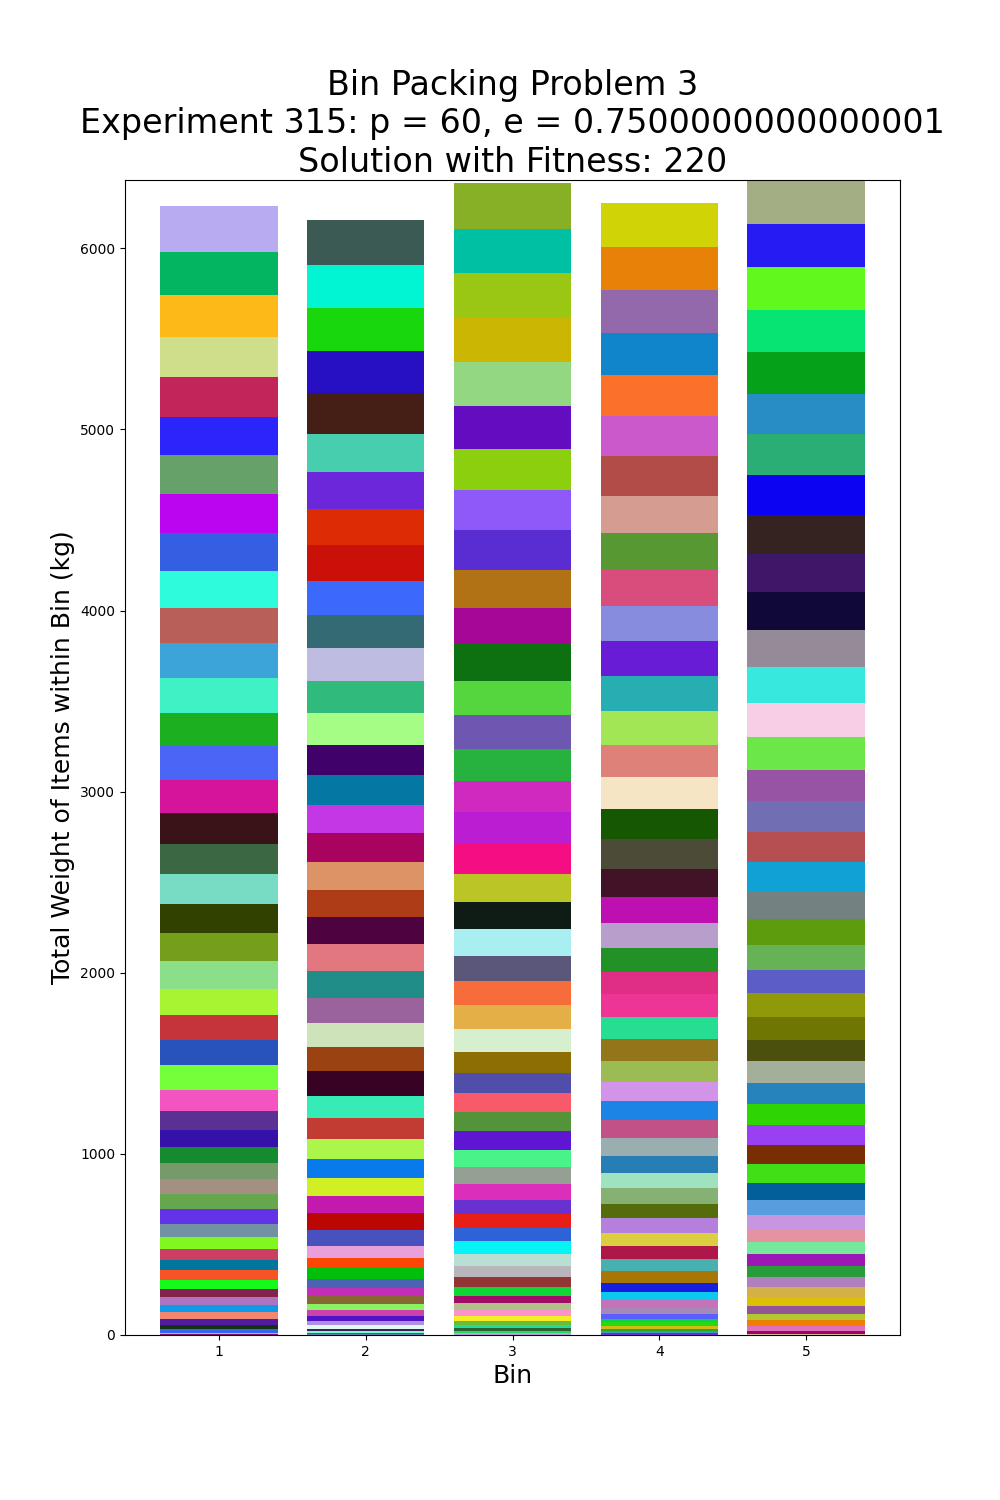 Bin Packing Problem 3
Experiment 315: p = 60, e = 0.7500000000000001
Solution with Fitness: 220
Total Weight of Items within Bin (kg)
6000
5000
4000
3000
2000
1000
0
1 2 3 4 5
Bin